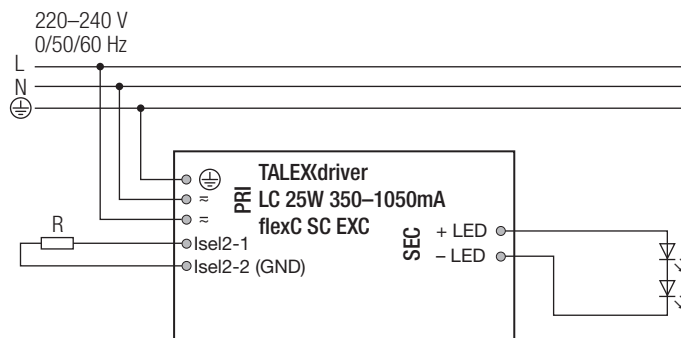 220–240 V
0/50/60 Hz
L
N
PRI
TALEXXdriver
LC 25W 350–1050mA
flexC SC EXC
≂
≂
R
Isel2-1
Isel2-2 (GND)
SEC
+ LED
– LED